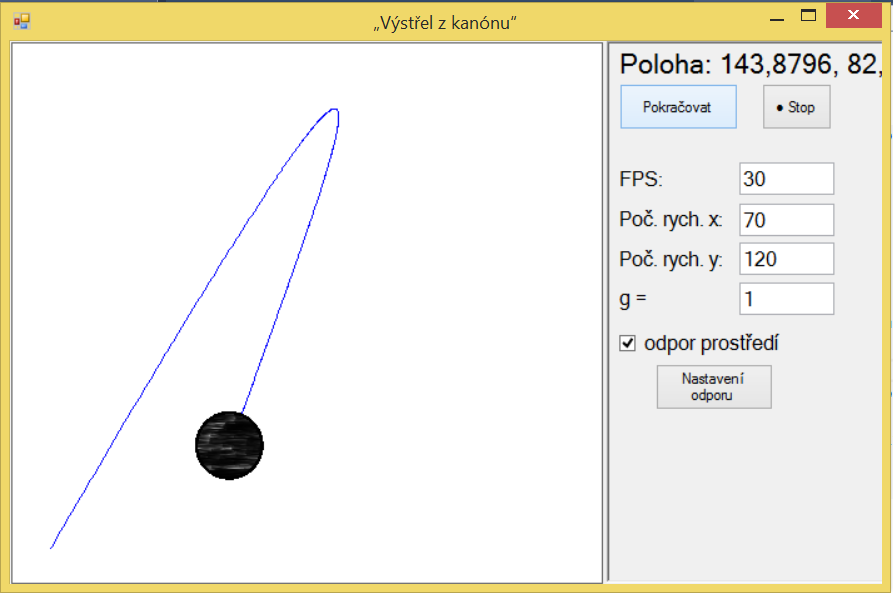 „Výstřel z kanónu“
Poloha: 143,8796, 82,
Pokračovat
• Stop
FPS: 30
Poč. rych. x: 70
Poč. rych. y: 120
g = 1
odpor prostředí
Nastavení
odporu